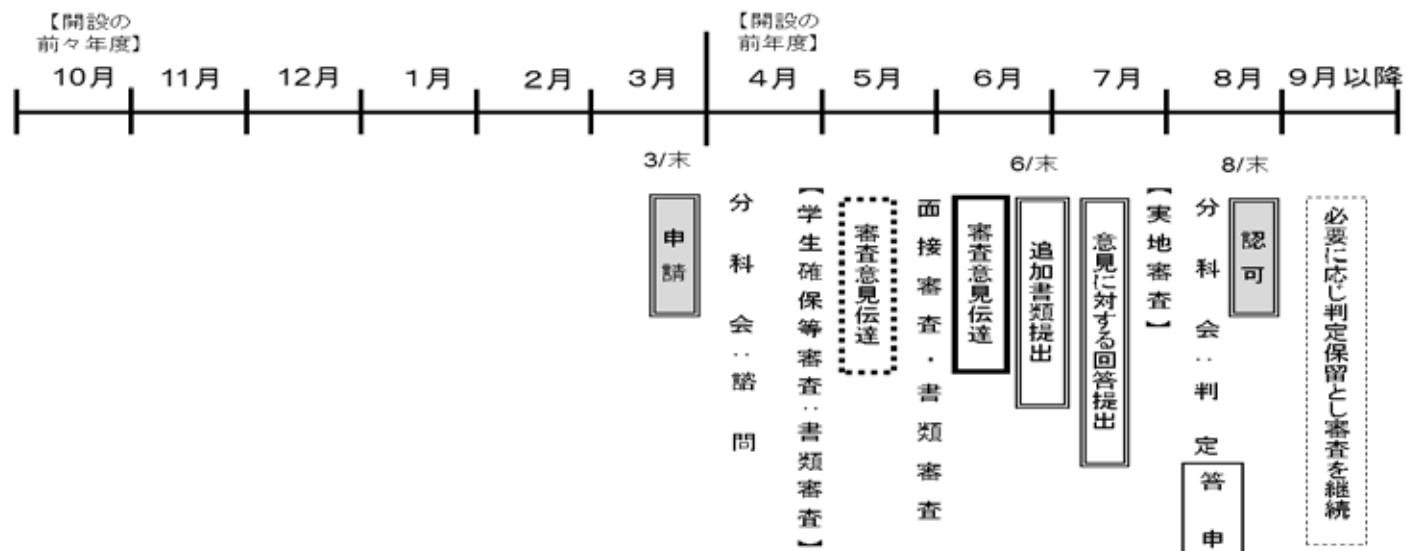 【開設の
前々年度】
【開設の
前年度】
10月 11月 12月 1月 2月 3月 4月 5月 6月 7月 8月 9月以降
3/末 6/末 8/末
申請
分科会：諮問
【学生確保等審査：書類審査】
審査意見伝達
面接審査・書類審査
審査意見伝達
追加書類提出
意見に対する回答提出
【実地審査】
分科会：判定
答申
認可
必要に応じ判定保留とし審査を継続